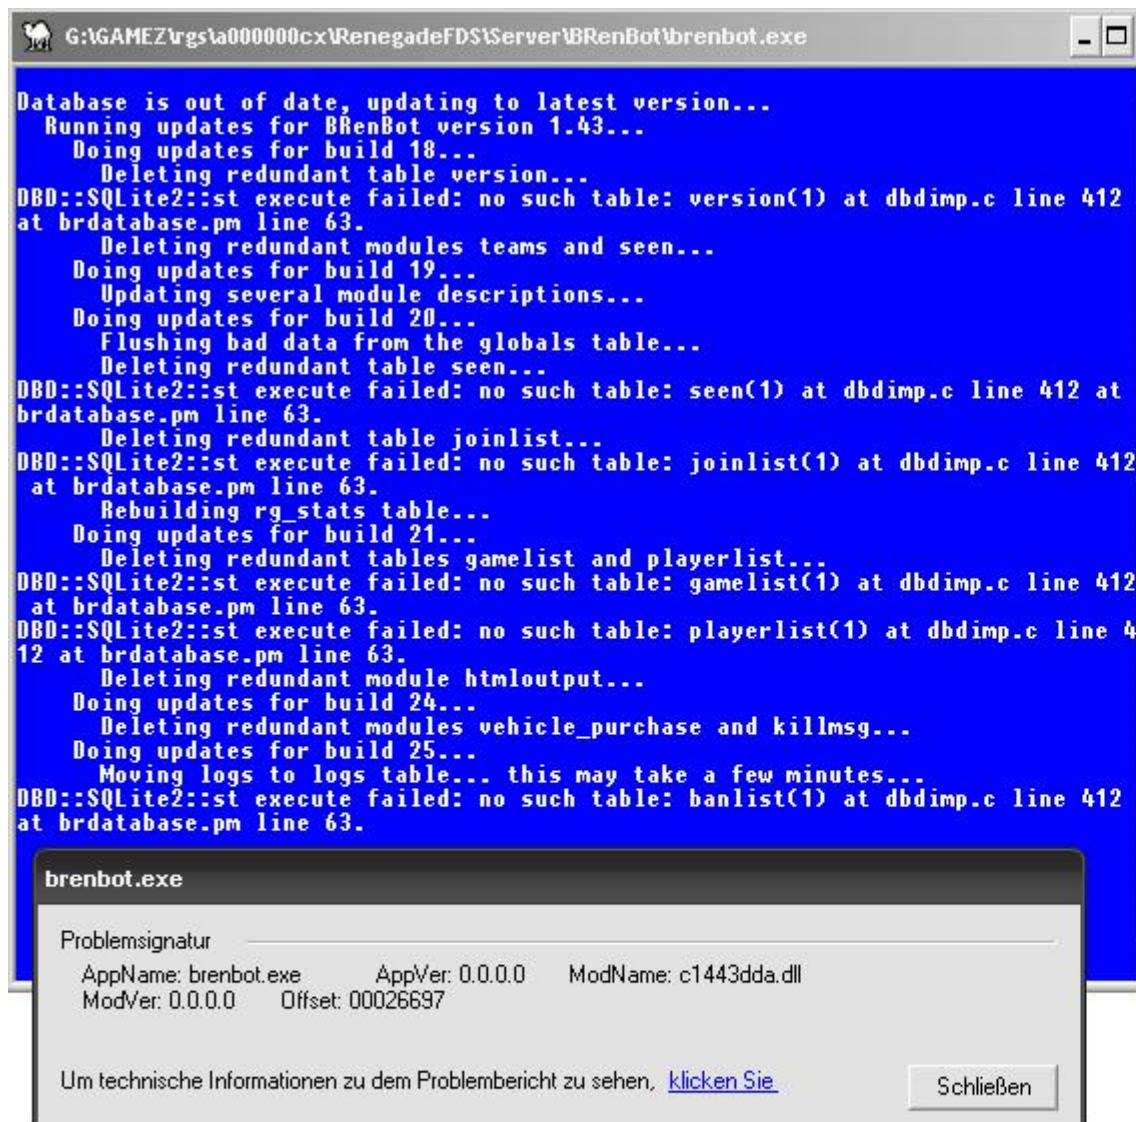 G:\GAMEZ\rgs\a000000cx\RenegadeFDS\Server\BRenBot\brenbot.exe
Database is out of date, updating to latest version...
Running updates for BRenBot version 1.43...
Doing updates for build 18...
Deleting redundant table version...
DBD::SQLite2::st execute failed: no such table: version(1) at dbdimp.c line 412
at brdatabase.pm line 63.
Deleting redundant modules teams and seen...
Doing updates for build 19...
Updating several module descriptions...
Doing updates for build 20...
Flushing bad data from the globals table...
Deleting redundant table seen...
DBD::SQLite2::st execute failed: no such table: seen(1) at dbdimp.c line 412 at
brdatabase.pm line 63.
Deleting redundant table joinlist...
DBD::SQLite2::st execute failed: no such table: joinlist(1) at dbdimp.c line 412
at brdatabase.pm line 63.
Rebuilding rg_stats table...
Doing updates for build 21...
Deleting redundant tables gamelist and playerlist...
DBD::SQLite2::st execute failed: no such table: gamelist(1) at dbdimp.c line 412
at brdatabase.pm line 63.
DBD::SQLite2::st execute failed: no such table: playerlist(1) at dbdimp.c line 4
12 at brdatabase.pm line 63.
Deleting redundant module htmloutput...
Doing updates for build 24...
Deleting redundant modules vehicle_purchase and killmsg...
Doing updates for build 25...
Moving logs to logs table... this may take a few minutes...
DBD::SQLite2::st execute failed: no such table: banlist(1) at dbdimp.c line 412
at brdatabase.pm line 63.
brenbot.exe
Problemsignatur
AppName: brenbot.exe AppVer: 0.0.0.0 ModName: c1443dda.dll
ModVer: 0.0.0.0 Offset: 00026697
Um technische Informationen zu dem Problembericht zu sehen, klicken Sie
Schließen